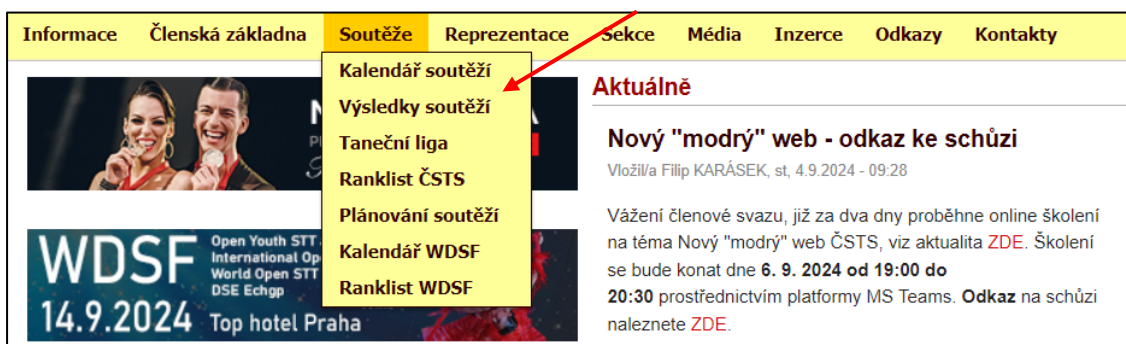 Informace Členská základna Soutěže Reprezentace Sekce Média Inzerce Odkazy Kontakty
Kalendář soutěží
Výsledky soutěží
Taneční liga
Ranklist ČSTS
Plánování soutěží
Kalendář WDSF
Ranklist WDSF
WDSF
Open Youth STT
International Op
World Open STT
DSE Echgp
14.9.2024 Top hotel Praha
Aktuálně
Nový "modrý" web - odkaz ke schůzi
Vložil/a Filip KARÁSEK, st, 4.9.2024 - 09:28
Vážení členové svazu, již za dva dny proběhne online školení
na téma Nový "modrý" web ČSTS, viz aktualita ZDE. Školení
se bude konat dne 6. 9. 2024 od 19:00 do
20:30 prostřednictvím platformy MS Teams. Odkaz na schůzi
naleznete ZDE.